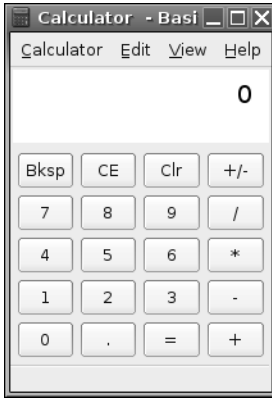 Calculator - Basi
Calculator Edit View Help
0
Bksp CE Clr +/-
7 8 9 /
4 5 6 *
1 2 3 -
0 . = +